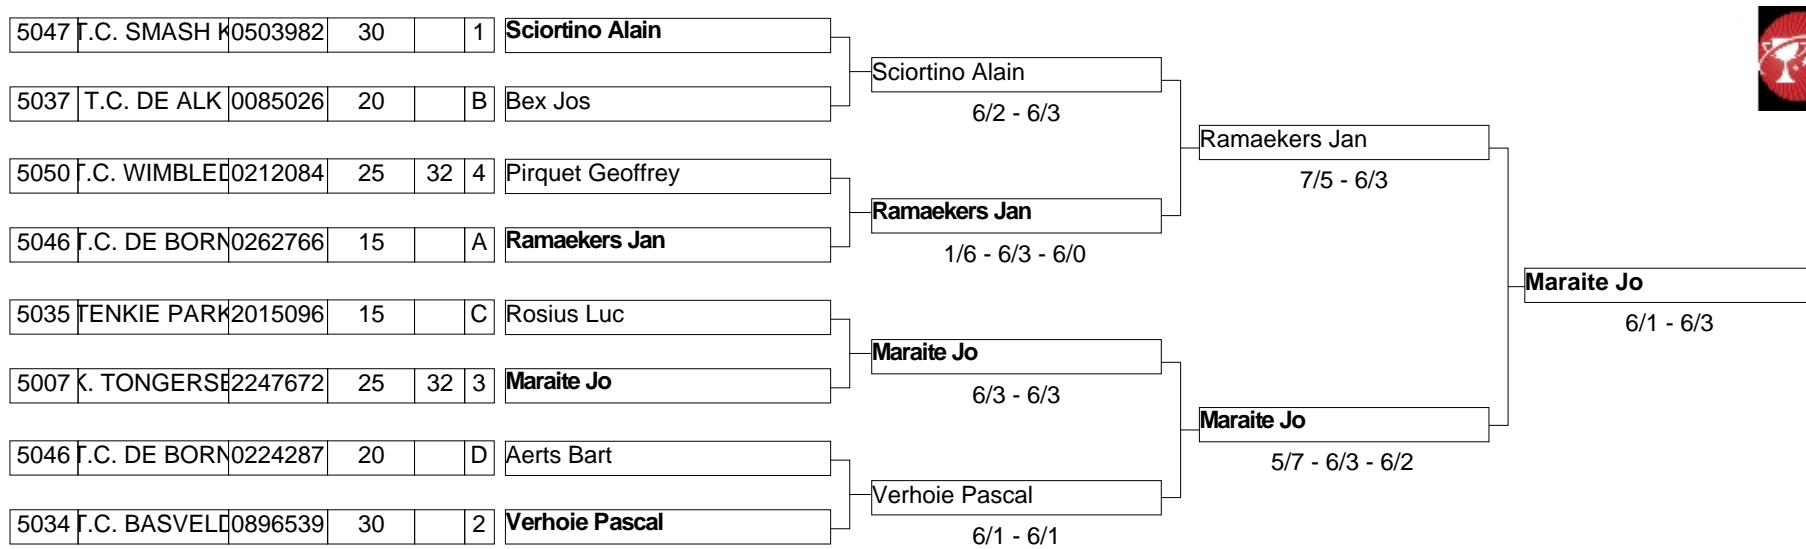 5047 T.C. SMASH K 0503982 30 1 Sciortino Alain
Sciortino Alain
5037 T.C. DE ALK 0085026 20 B Bex Jos
6/2 - 6/3
Ramaekers Jan
5050 T.C. WIMBLED 0212084 25 32 4 Pirquet Geoffrey
7/5 - 6/3
Ramaekers Jan
5046 T.C. DE BORN 0262766 15 A Ramaekers Jan
1/6 - 6/3 - 6/0
Maraite Jo
5035 TENKIE PARK 2015096 15 C Rosius Luc
6/1 - 6/3
Maraite Jo
5007 K. TONGERSE 2247672 25 32 3 Maraite Jo
6/3 - 6/3
Maraite Jo
5046 T.C. DE BORN 0224287 20 D Aerts Bart
5/7 - 6/3 - 6/2
Verhoie Pascal
5034 T.C. BASVELD 0896539 30 2 Verhoie Pascal
6/1 - 6/1